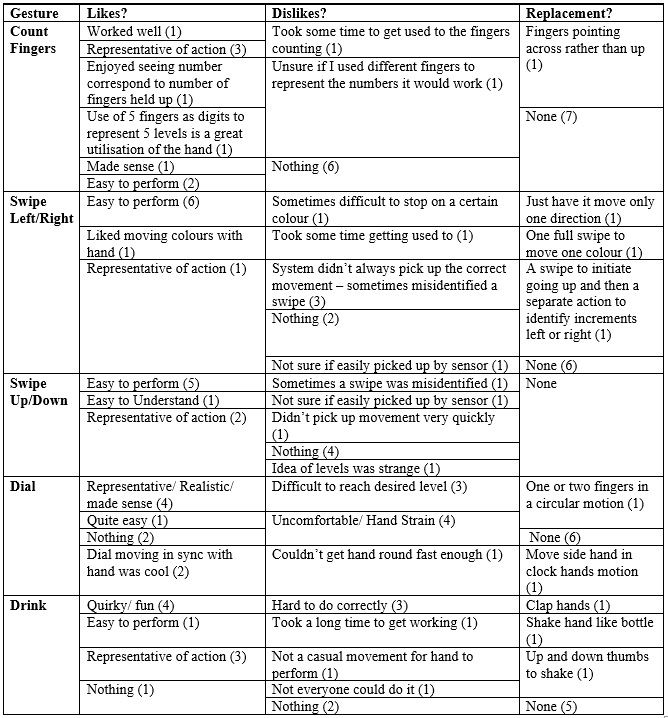 Gesture Likes? Dislikes? Replacement?
Count Fingers
Worked well (1)
Representative of action (3)
Enjoyed seeing number
correspond to number of
fingers held up (1)
Use of 5 fingers as digits to
represent 5 levels is a great
utilisation of the hand (1)
Made sense (1)
Easy to perform (2)
Took some time to get used to the fingers
counting (1)
Unsure if I used different fingers to
represent the numbers it would work (1)
Nothing (6)
Fingers pointing
across rather than up
(1)
None (7)
Swipe
Left/Right
Easy to perform (6)
Liked moving colours with
hand (1)
Representative of action (1)
Sometimes difficult to stop on a certain
colour (1)
Took some time getting used to (1)
System didn't always pick up the correct
movement – sometimes misidentified a
swipe (3)
Nothing (2)
Not sure if easily picked up by sensor (1)
Just have it move only
one direction (1)
One full swipe to
move one colour (1)
A swipe to initiate
going up and then a
separate action to
identify increments
left or right (1)
None (6)
Swipe
Up/Down
Easy to perform (5)
Easy to Understand (1)
Representative of action (2)
Sometimes a swipe was misidentified (1)
Not sure if easily picked up by sensor (1)
Didn't pick up movement very quickly
(1)
Nothing (4)
Idea of levels was strange (1)
None
Dial
Representative/ Realistic/
made sense (4)
Quite easy (1)
Nothing (2)
Dial moving in sync with
hand was cool (2)
Difficult to reach desired level (3)
Uncomfortable/ Hand Strain (4)
Couldn't get hand round fast enough (1)
One or two fingers in
a circular motion (1)
None (6)
Move side hand in
clock hands motion
(1)
Drink
Quirky/ fun (4)
Easy to perform (1)
Representative of action (3)
Nothing (1)
Hard to do correctly (3)
Took a long time to get working (1)
Not a casual movement for hand to
perform (1)
Not everyone could do it (1)
Nothing (2)
Clap hands (1)
Shake hand like bottle
(1)
Up and down thumbs
to shake (1)
None (5)